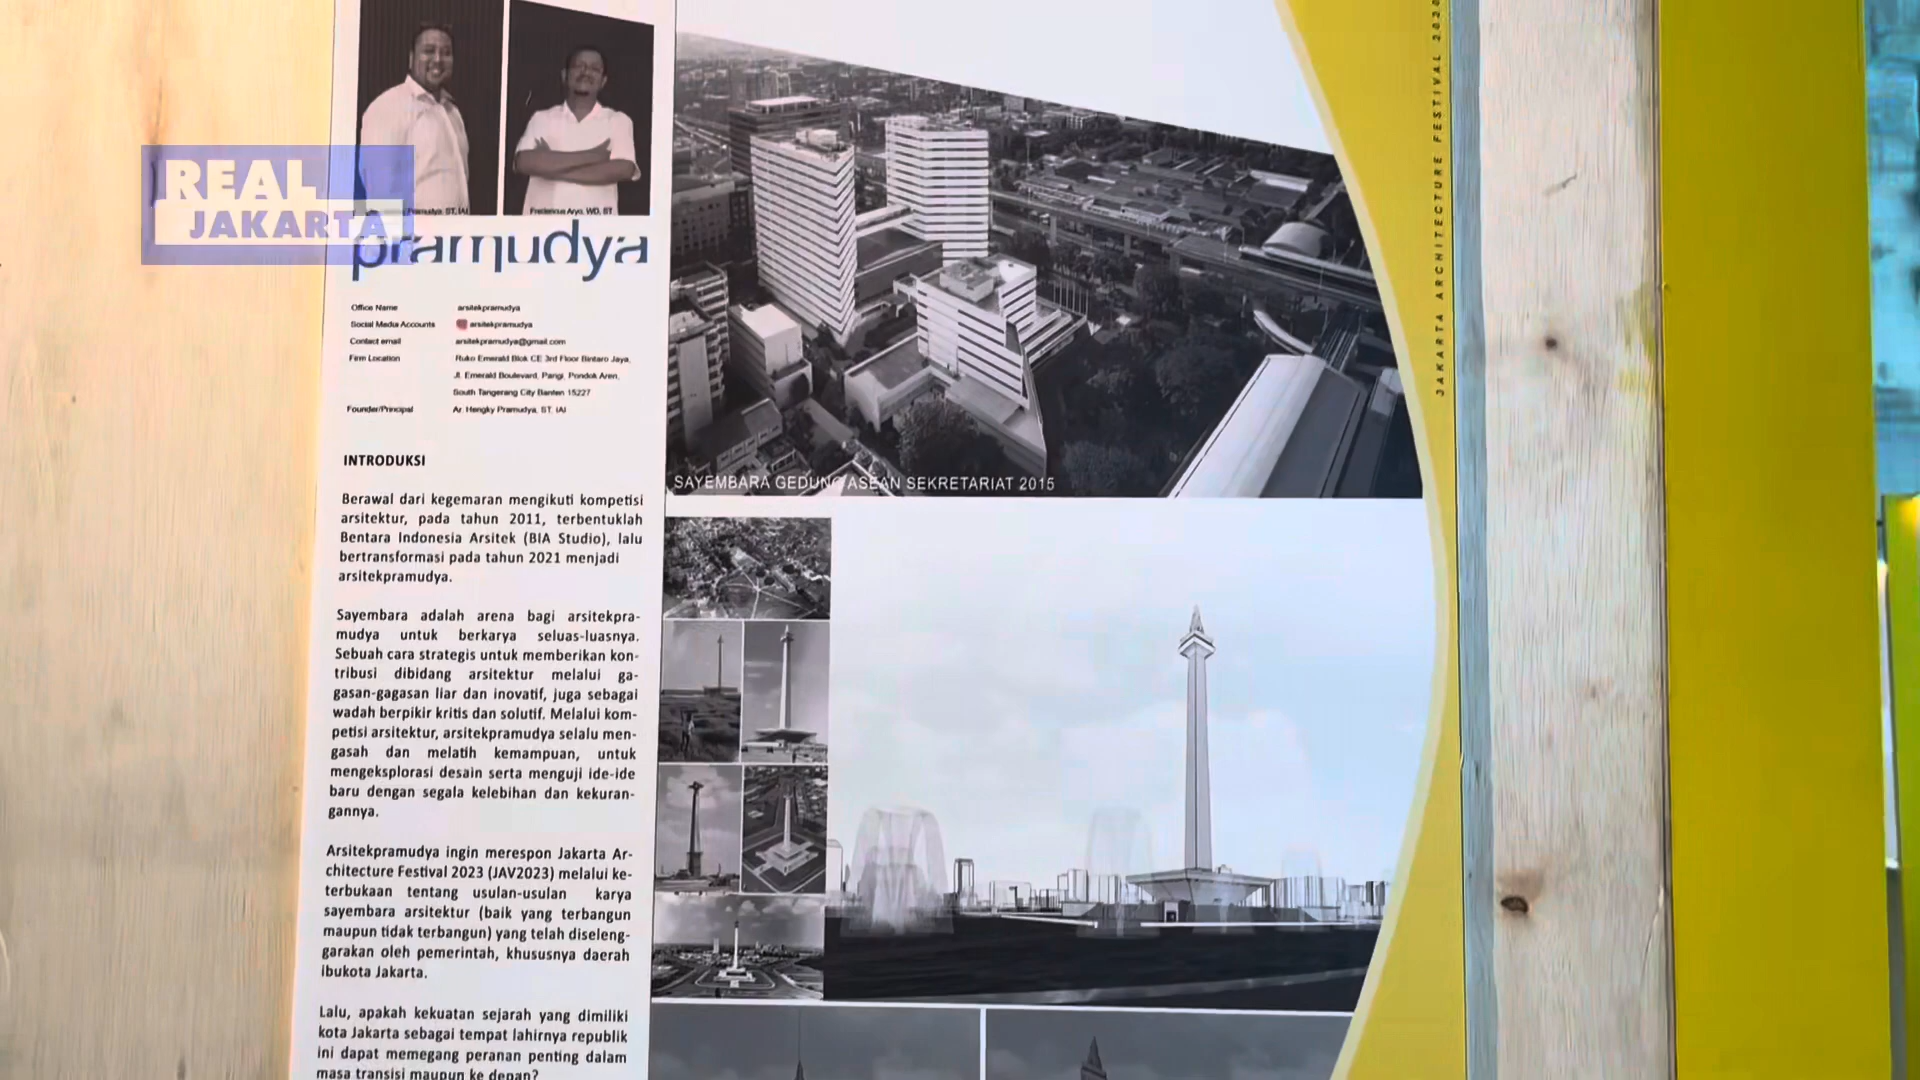 REAL
JAKARTA
Pramudya, ST, IAI
Fredericus Aryo, WD, ST
pramudya
Office Name arsitekpramudya
Social Media Accounts arsitekpramudya
Contact email arsitekpramudya@gmail.com
Firm Location Ruko Emerald Blok CE 3rd Floor Bintaro Jaya,
Jl. Emerald Boulevard, Parigi, Pondok Aren,
South Tangerang City Banten 15227
Founder/Principal Ar. Hengky Pramudya, ST, IAI
INTRODUKSI
Berawal dari kegemaran mengikuti kompetisi
arsitektur, pada tahun 2011, terbentuklah
Bentara Indonesia Arsitek (BIA Studio), lalu
bertransformasi pada tahun 2021 menjadi
arsitekpramudya.
Sayembara adalah arena bagi arsitekpra-
mudya untuk berkarya seluas-luasnya.
Sebuah cara strategis untuk memberikan kon-
tribusi dibidang arsitektur melalui ga-
gasan-gagasan liar dan inovatif, juga sebagai
wadah berpikir kritis dan solutif. Melalui kom-
petisi arsitektur, arsitekpramudya selalu men-
gasah dan melatih kemampuan, untuk
mengeksplorasi desain serta menguji ide-ide
baru dengan segala kelebihan dan kekuran-
gannya.
Arsitekpramudya ingin merespon Jakarta Ar-
chitecture Festival 2023 (JAV2023) melalui ke-
terbukaan tentang usulan-usulan karya
sayembara arsitektur (baik yang terbangun
maupun tidak terbangun) yang telah diseleng-
garakan oleh pemerintah, khususnya daerah
ibukota Jakarta.
Lalu, apakah kekuatan sejarah yang dimiliki
kota Jakarta sebagai tempat lahirnya republik
ini dapat memegang peranan penting dalam
masa transisi maupun ke depan?
SAYEMBARA GEDUNG ASEAN SEKRETARIAT 2015
JAKARTA ARCHITECTURE FESTIVAL